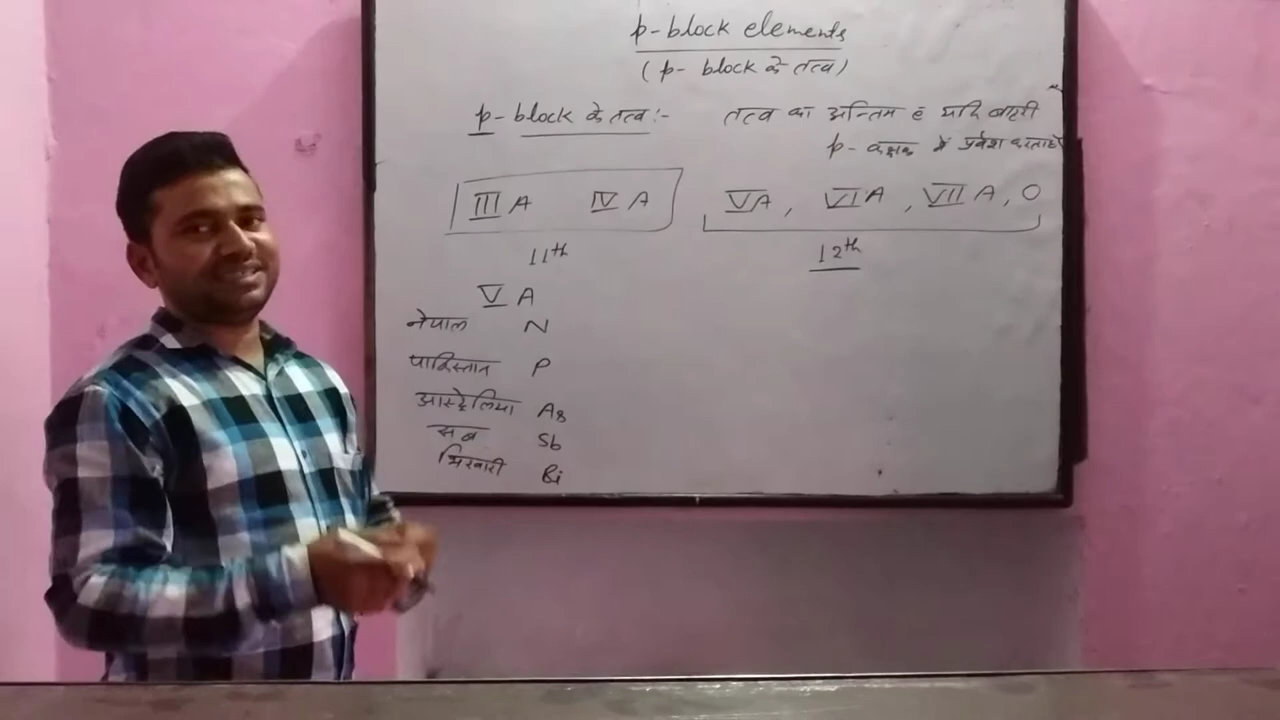 p-block elements
(p- block के तत्व)
p-block के तत्व :- तत्व का अन्तिम e यदि बाहरी
p- कक्षक में प्रवेश करता हो
III A IV A VA, VI A, VII A, O
11th 12th
V A
नेपाल N
पाकिस्तान P
आस्ट्रेलिया As
सब Sb
भिखारी Bi